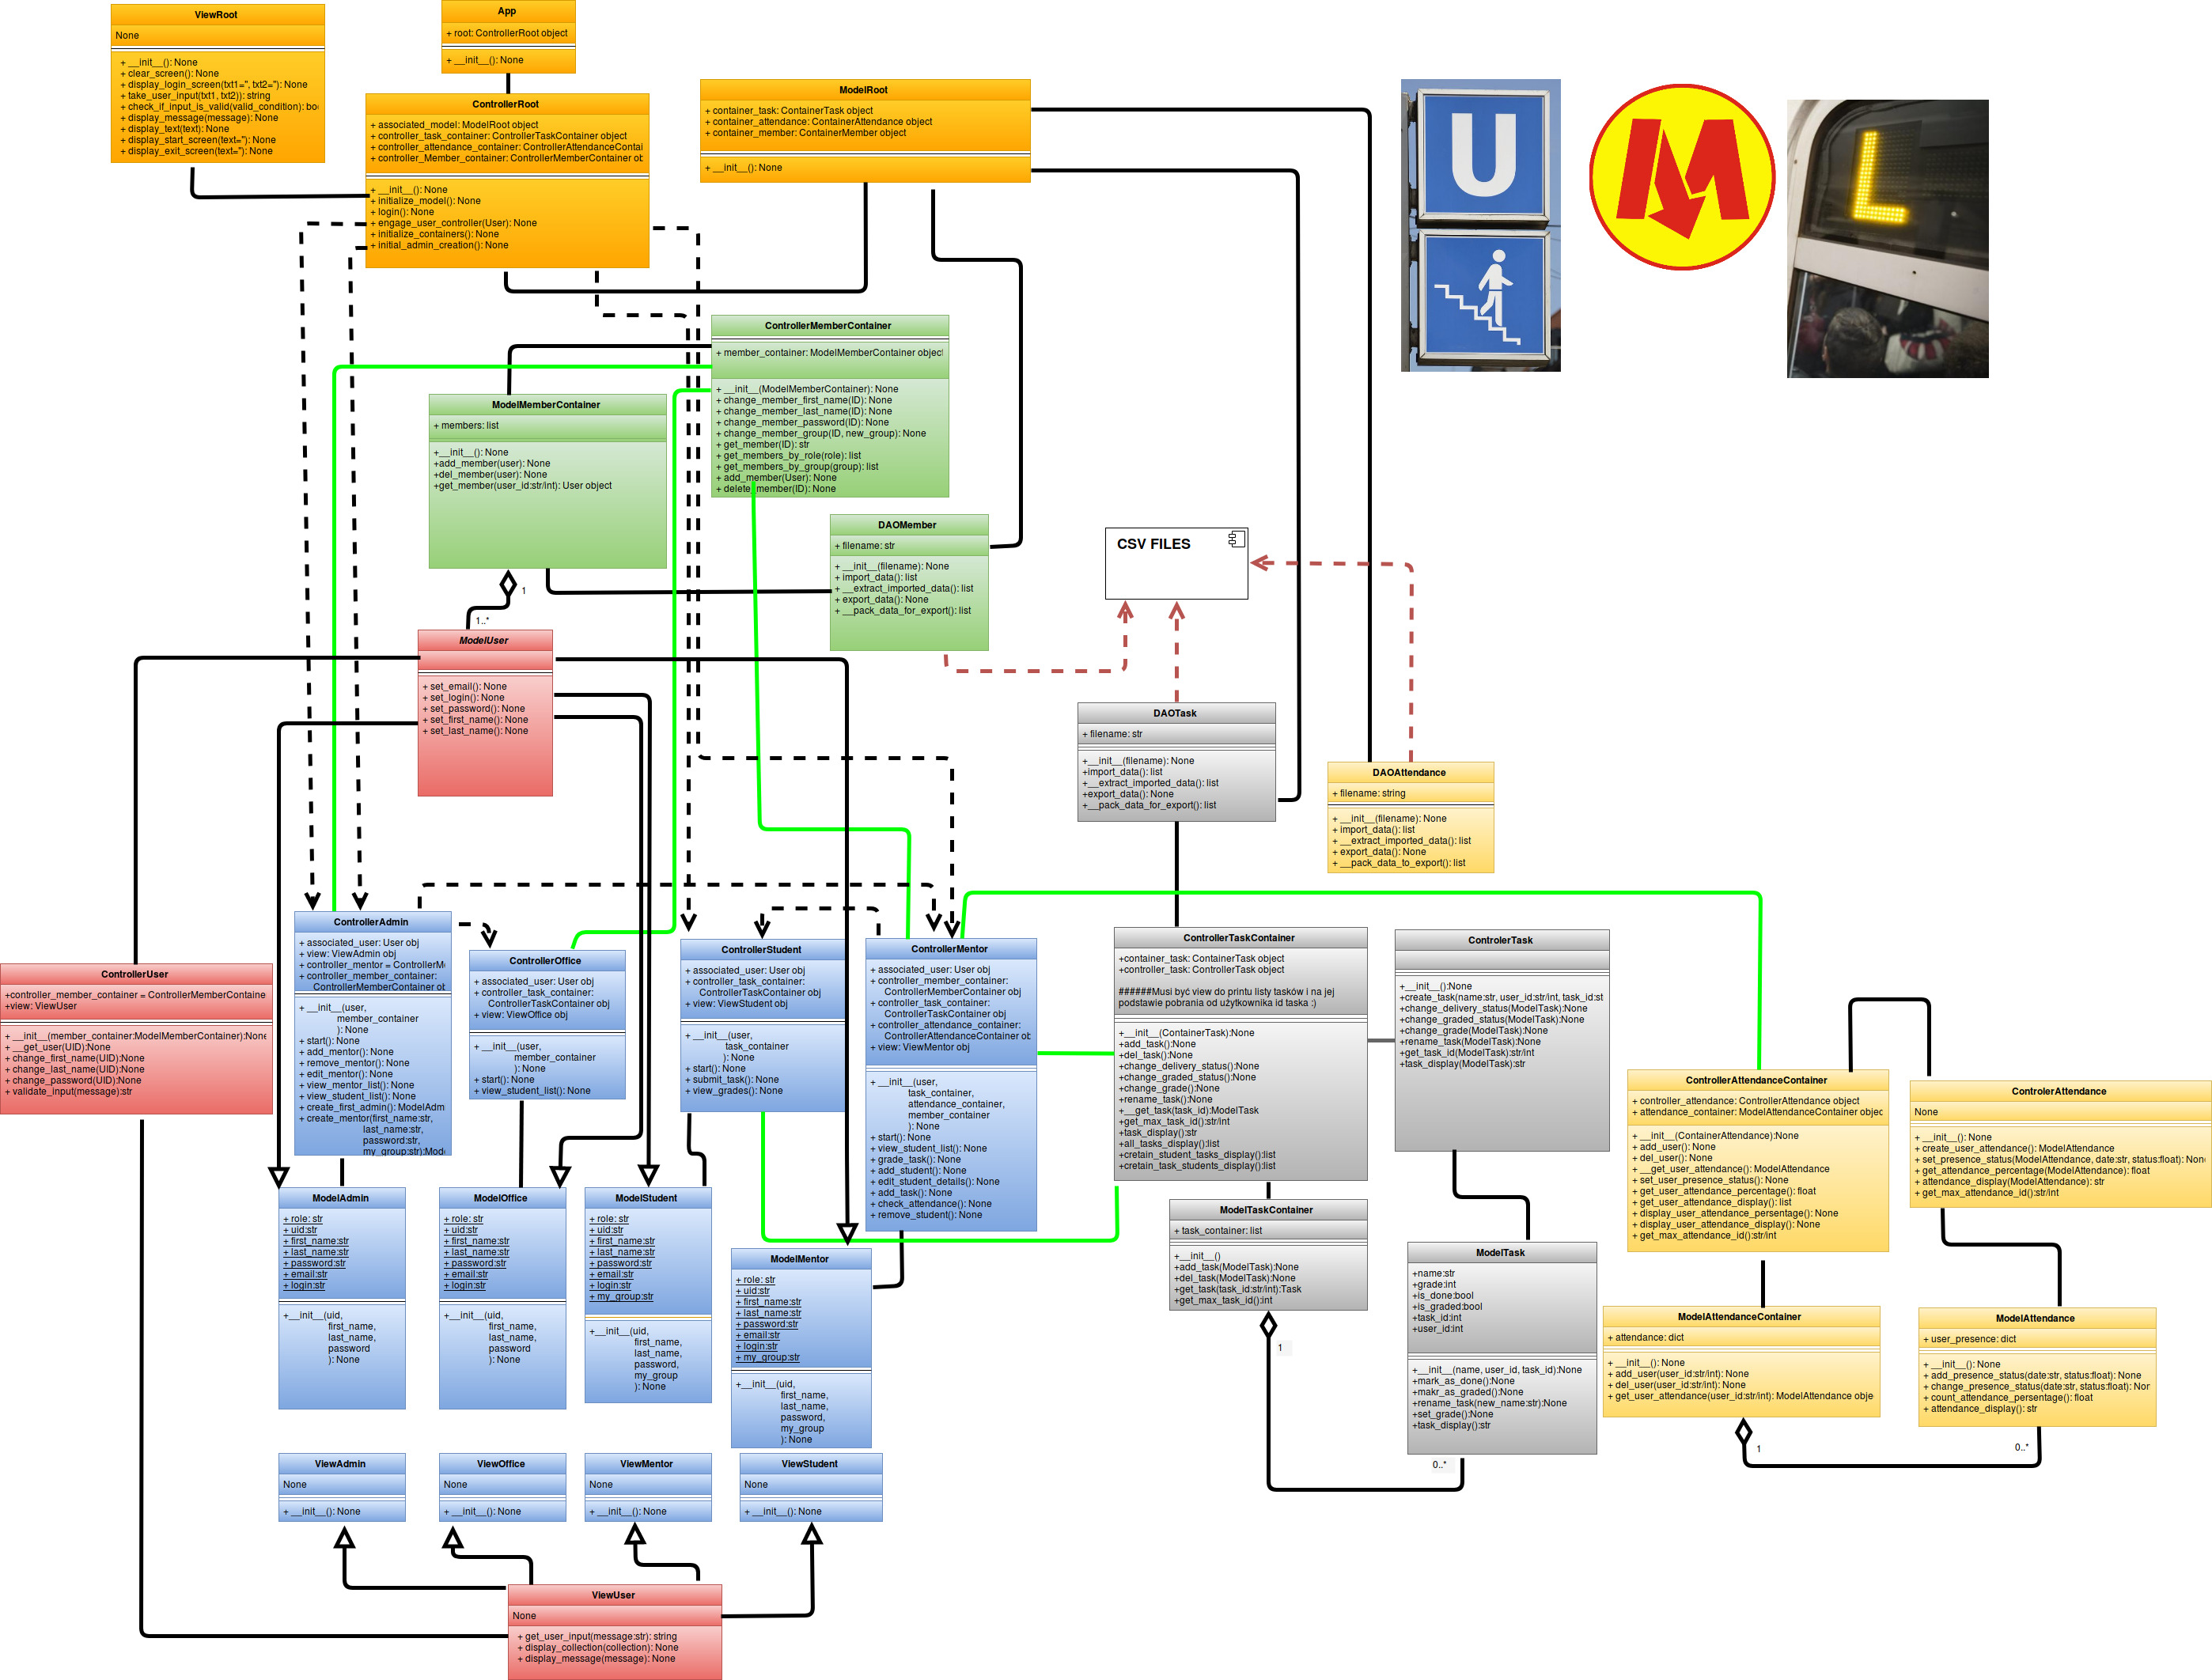 ViewRoot
None
+ __init__(): None
+ clear_screen(): None
+ display_login_screen(txt1='', txt2=''): None
+ take_user_input(txt1, txt2)): string
+ check_if_input_is_valid(valid_condition): boo
+ display_message(message): None
+ display_text(text): None
+ display_start_screen(text=''): None
+ display_exit_screen(text=''): None
App
+ root: ControllerRoot object
+ __init__(): None
ControllerRoot
+ associated_model: ModelRoot object
+ controller_task_container: ControllerTaskContainer
+ controller_attendance_container: ControllerAttendanceContai
+ controller_Member_container: ControllerMemberContainer ob
+ __init__(): None
+ initialize_model(): None
+ login(): None
+ engage_user_controller(User): None
+ initialize_containers(): None
+ initial_admin_creation(): None
ModelRoot
+ container_task: ContainerTask object
+ container_attendance: ContainerAttendance object
+ container_member: ContainerMember object
+ __init__(): None
U
M
L
ControllerMemberContainer
+ member_container: ModelMemberContainer object
+ __init__(ModelMemberContainer): None
+ change_member_first_name(ID): None
+ change_member_last_name(ID): None
+ change_member_password(ID): None
+ change_member_group(ID, new_group): None
+ get_member(ID): str
+ get_members_by_role(role): list
+ get_members_by_group(group): list
+ add_member(User): None
+ delete_member(ID): None
ModelMemberContainer
+ members: list
+__init__(): None
+add_member(user): None
+del_member(user): None
+get_member(user_id:str/int): User object
1
1..*
DAOMember
+ filename: str
+ __init__(filename): None
+ import_data(): list
+ __extract_imported_data(): list
+ export_data(): None
+ __pack_data_for_export(): list
CSV FILES
ModelUser
+ set_email(): None
+ set_login(): None
+ set_password(): None
+ set_first_name(): None
+ set_last_name(): None
DAOTask
+ filename: str
+__init__(filename): None
+import_data(): list
+__extract_imported_data(): list
+export_data(): None
+__pack_data_for_export(): list
DAOAttendance
+ filename: string
+ __init__(filename): None
+ import_data(): list
+ __extract_imported_data(): list
+ export_data(): None
+ __pack_data_to_export(): list
ControllerUser
+controller_member_container = ControllerMemberContaine
+view: ViewUser
+ __init__(member_container:ModelMemberContainer):None
+ __get_user(UID):None
+ change_first_name(UID):None
+ change_last_name(UID):None
+ change_password(UID):None
+ validate_input(message):str
ControllerAdmin
+ associated_user: User obj
+ view: ViewAdmin obj
+ controller_mentor = ControllerM
+ controller_member_container:
ControllerMemberContainer ob
+ __init__(user,
member_container
): None
+ start(): None
+ add_mentor(): None
+ remove_mentor(): None
+ edit_mentor(): None
+ view_mentor_list(): None
+ view_student_list(): None
+ create_first_admin(): ModelAdm
+ create_mentor(first_name:str,
last_name:str,
password:str,
my_group:str):Mod
ControllerOffice
+ associated_user: User obj
+ controller_task_container:
ControllerTaskContainer obj
+ view: ViewOffice obj
+ __init__(user,
member_container
): None
+ start(): None
+ view_student_list(): None
ControllerStudent
+ associated_user: User obj
+ controller_task_container:
ControllerTaskContainer obj
+ view: ViewStudent obj
+ __init__(user,
task_container
): None
+ start(): None
+ submit_task(): None
+ view_grades(): None
ControllerMentor
+ associated_user: User obj
+ controller_member_container:
ControllerMemberContainer obj
+ controller_task_container:
ControllerTaskContainer obj
+ controller_attendance_container:
ControllerAttendanceContainer ob
+ view: ViewMentor obj
+ __init__(user,
task_container,
attendance_container,
member_container
): None
+ start(): None
+ view_student_list(): None
+ grade_task(): None
+ add_student(): None
+ edit_student_details(): None
+ add_task(): None
+ check_attendance(): None
+ remove_student(): None
ControllerTaskContainer
+container_task: ContainerTask object
+controller_task: ControllerTask object
######Musi być view do printu listy tasków i na jej
podstawie pobrania od użytkownika id taska :)
+__init__(ContainerTask):None
+add_task():None
+del_task():None
+change_delivery_status():None
+change_graded_status():None
+change_grade():None
+rename_task():None
+__get_task(task_id):ModelTask
+get_max_task_id():str/int
+task_display():str
+all_tasks_display():list
+cretain_student_tasks_display():list
+cretain_task_students_display():list
ControlerTask
+__init__():None
+create_task(name:str, user_id:str/int, task_id:st
+change_delivery_status(ModelTask):None
+change_graded_status(ModelTask):None
+change_grade(ModelTask):None
+rename_task(ModelTask):None
+get_task_id(ModelTask):str/int
+task_display(ModelTask):str
ControllerAttendanceContainer
+ controller_attendance: ControllerAttendance object
+ attendance_container: ModelAttendanceContainer objec
+ __init__(ContainerAttendance):None
+ add_user(): None
+ del_user(): None
+ __get_user_attendance(): ModelAttendance
+ set_user_presence_status(): None
+ get_user_attendance_percentage(): float
+ get_user_attendance_display(): list
+ display_user_attendance_persentage(): None
+ display_user_attendance_display(): None
+ get_max_attendance_id():str/int
ControlerAttendance
None
+ __init__(): None
+ create_user_attendance(): ModelAttendance
+ set_presence_status(ModelAttendance, date:str, status:float): None
+ get_attendance_percentage(ModelAttendance): float
+ attendance_display(ModelAttendance): str
+ get_max_attendance_id():str/int
ModelAdmin
+ role: str
+ uid:str
+ first_name:str
+ last_name:str
+ password:str
+ email:str
+ login:str
+__init__(uid,
first_name,
last_name,
password
): None
ModelOffice
+ role: str
+ uid:str
+ first_name:str
+ last_name:str
+ password:str
+ email:str
+ login:str
+__init__(uid,
first_name,
last_name,
password
): None
ModelStudent
+ role: str
+ uid:str
+ first_name:str
+ last_name:str
+ password:str
+ email:str
+ login:str
+ my_group:str
+__init__(uid,
first_name,
last_name,
password,
my_group
): None
ModelMentor
+ role: str
+ uid:str
+ first_name:str
+ last_name:str
+ password:str
+ email:str
+ login:str
+ my_group:str
+__init__(uid,
first_name,
last_name,
password,
my_group
): None
ModelTaskContainer
+ task_container: list
+__init__()
+add_task(ModelTask): None
+del_task(ModelTask): None
+get_task(task_id:str/int):Task
+get_max_task_id():int
1
ModelTask
+name:str
+grade:int
+is_done:bool
+is_graded:bool
+task_id:int
+user_id:int
+__init__(name, user_id, task_id):None
+mark_as_done():None
+makr_as_graded():None
+rename_task(new_name:str):None
+set_grade():None
+task_display():str
0..*
ModelAttendanceContainer
+ attendance: dict
+ __init__(): None
+ add_user(user_id:str/int): None
+ del_user(user_id:str/int): None
+ get_user_attendance(user_id:str/int): ModelAttendance obje
1
ModelAttendance
+ user_presence: dict
+ __init__(): None
+ add_presence_status(date:str, status:float): None
+ change_presence_status(date:str, status:float): Nor
+ count_attendance_persentage(): float
+ attendance_display(): str
0..*
ViewAdmin
None
+ __init__(): None
ViewOffice
None
+ __init__(): None
ViewMentor
None
+ __init__(): None
ViewStudent
None
+ __init__(): None
ViewUser
None
+ get_user_input(message:str): string
+ display_collection(collection): None
+ display_message(message): None